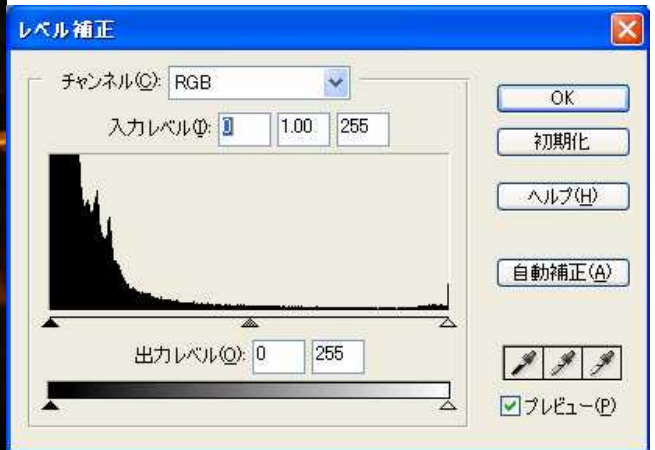 レベル補正
チャンネル(C): RGB
入力レベル(I): 0 1.00 255
出力レベル(O): 0 255
OK
初期化
ヘルプ(H)
自動補正(A)
プレビュー(P)